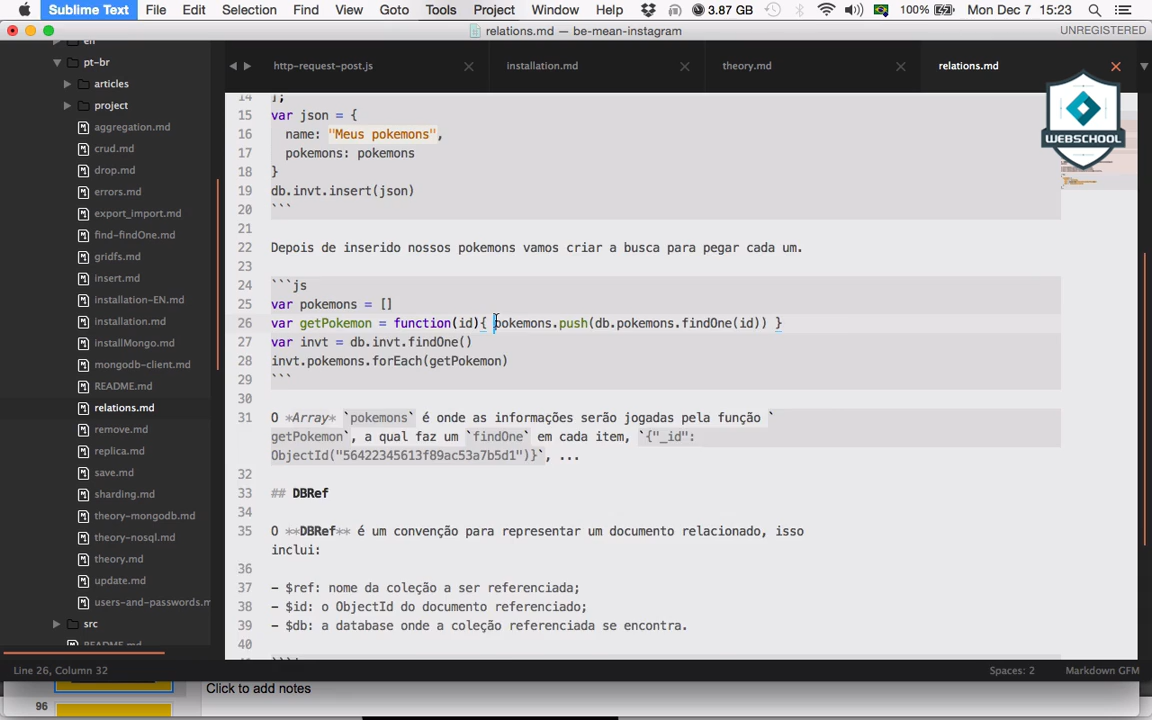 Sublime Text File Edit Selection Find View Goto Tools Project Window Help 3.87 GB 100% Mon Dec 7 15:23
relations.md — be-mean-instagram UNREGISTERED
http-request-post.js installation.md theory.md relations.md
en
pt-br
articles
project
aggregation.md
crud.md
drop.md
errors.md
export_import.md
find-findOne.md
gridfs.md
insert.md
installation-EN.md
installation.md
installMongo.md
mongodb-client.md
README.md
relations.md
remove.md
replica.md
save.md
sharding.md
theory-mongodb.md
theory-nosql.md
theory.md
update.md
users-and-passwords.m
src
README.md
14 ];
15 var json = {
16 name: "Meus pokemons",
17 pokemons: pokemons
18 }
19 db.invt.insert(json)
20 ```
21
22 Depois de inserido nossos pokemons vamos criar a busca para pegar cada um.
23
24 ```js
25 var pokemons = []
26 var getPokemon = function(id){ pokemons.push(db.pokemons.findOne(id)) }
27 var invt = db.invt.findOne()
28 invt.pokemons.forEach(getPokemon)
29 ```
30
31 O *Array* `pokemons` é onde as informações serão jogadas pela função `
getPokemon`, a qual faz um `findOne` em cada item, `{"_id":
ObjectId("56422345613f89ac53a7b5d1")}`, ...
32
33 ## DBRef
34
35 O **DBRef** é um convenção para representar um documento relacionado, isso
inclui:
36
37 - $ref: nome da coleção a ser referenciada;
38 - $id: o ObjectId do documento referenciado;
39 - $db: a database onde a coleção referenciada se encontra.
40
WEBSCHOOL
Line 26, Column 32 Spaces: 2 Markdown GFM
Click to add notes
96